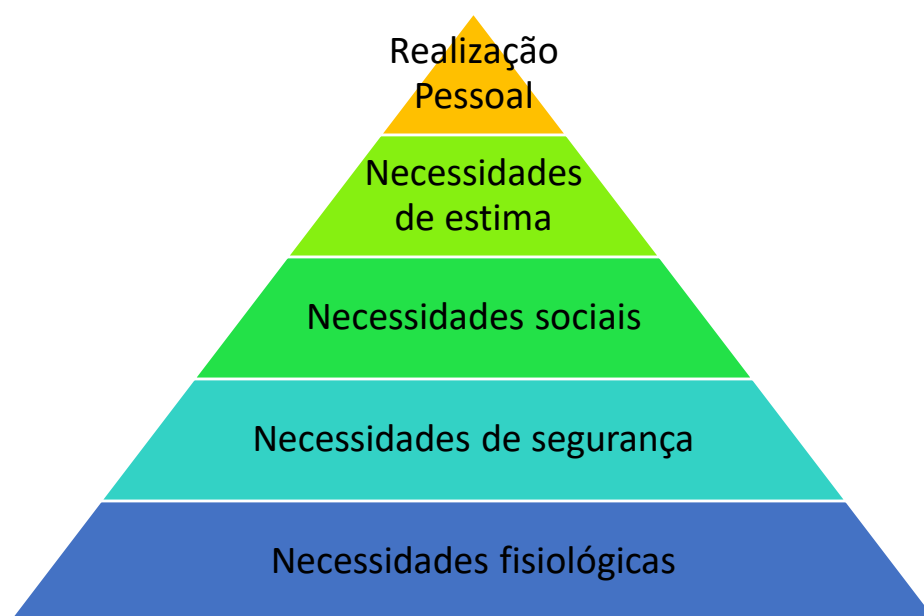 Realização
Pessoal
Necessidades
de estima
Necessidades sociais
Necessidades de segurança
Necessidades fisiológicas